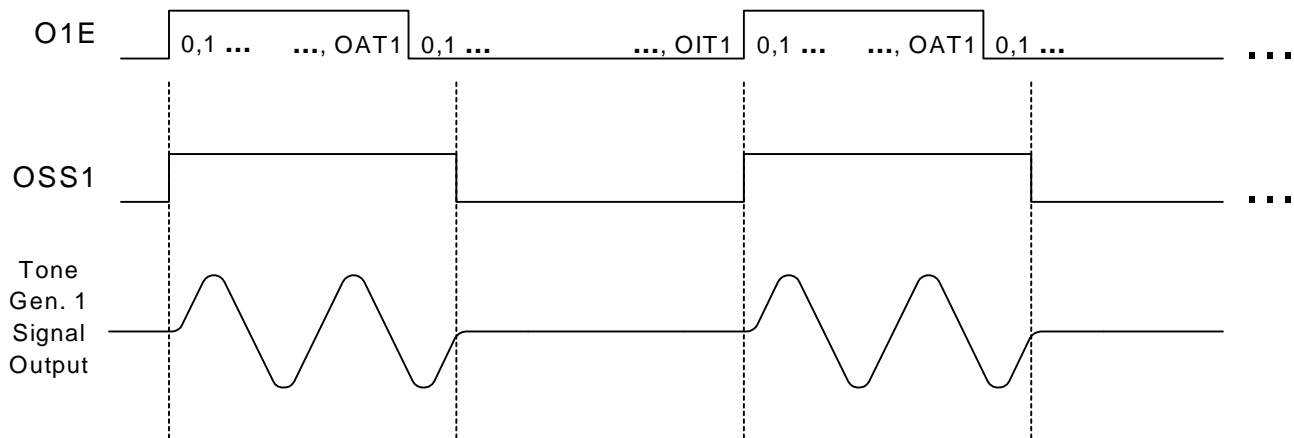 O1E
0,1 ... ..., OAT1 0,1 ... ..., OIT1 0,1 ... ..., OAT1 0,1 ... ...
OSS1
...
Tone
Gen. 1
Signal
Output